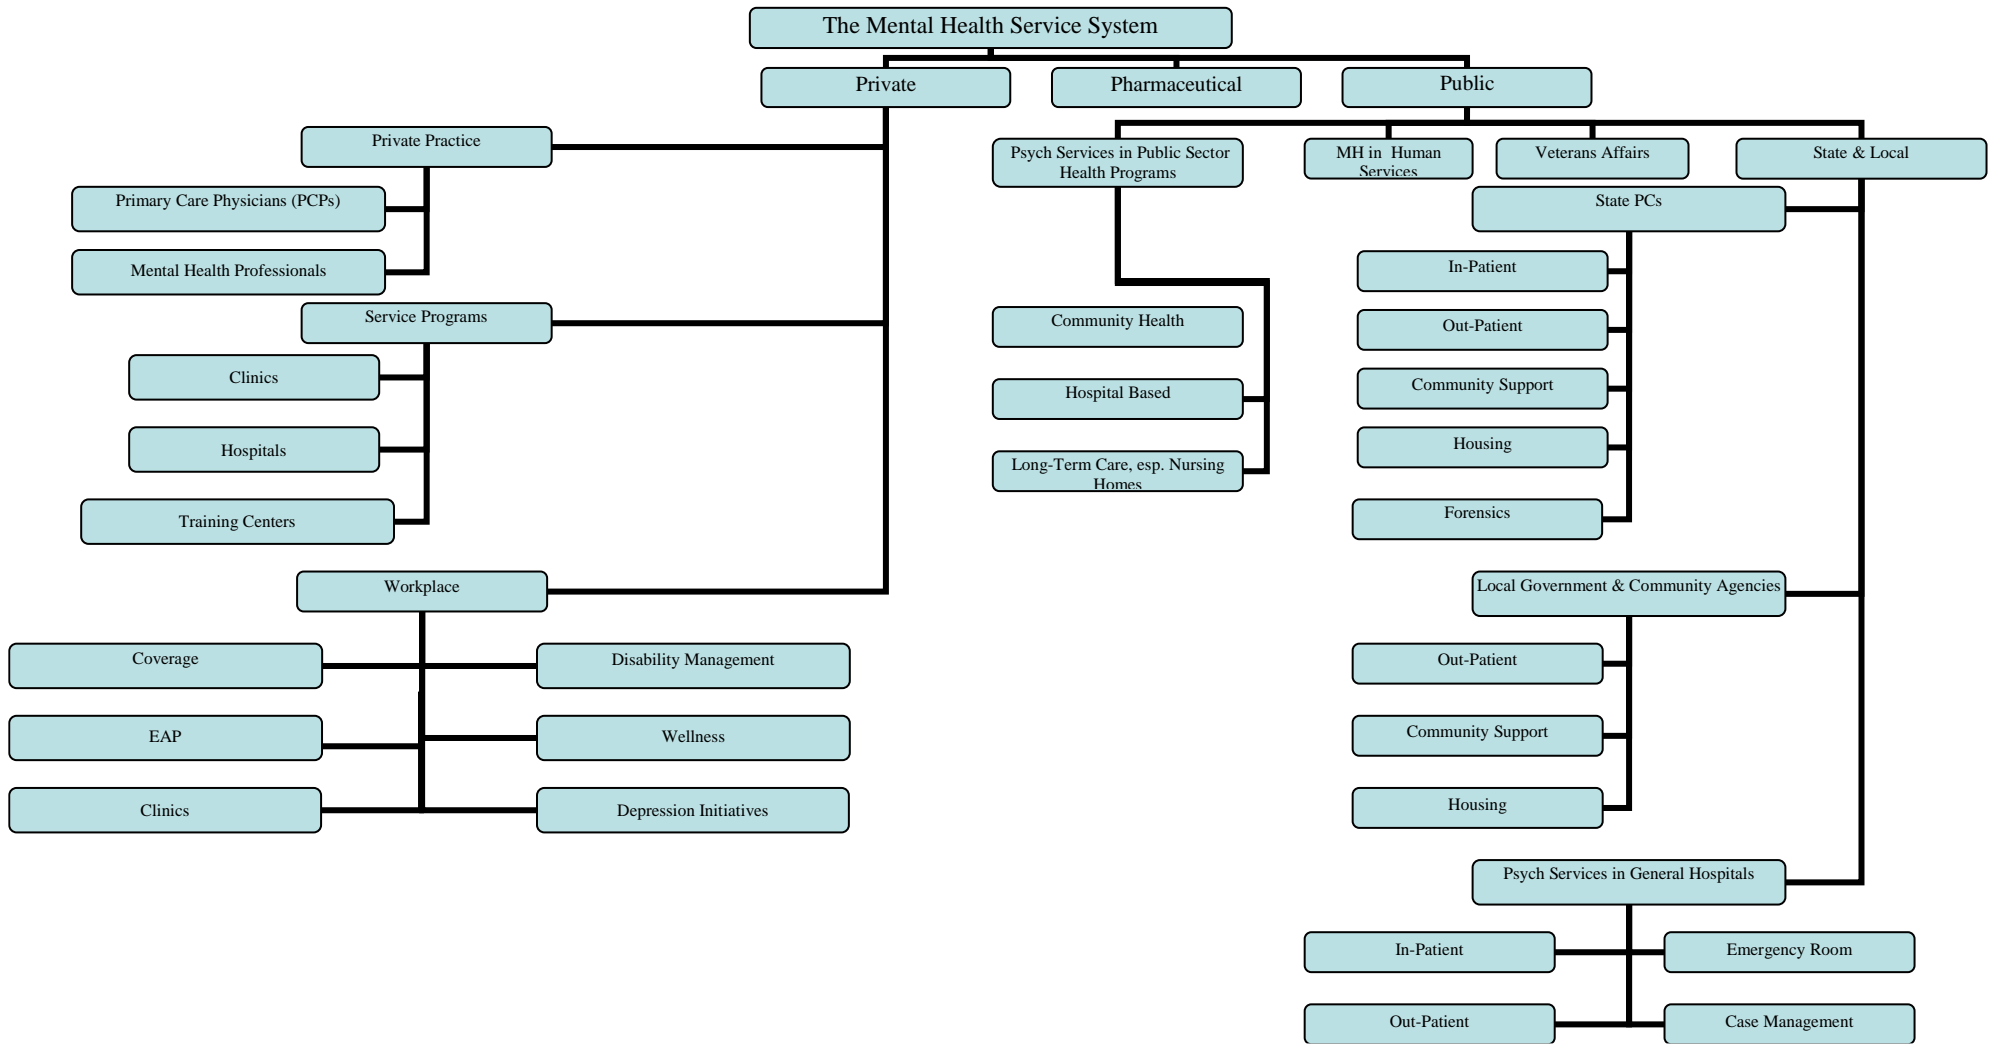 The Mental Health Service System
Private
Pharmaceutical
Public
Private Practice
Primary Care Physicians (PCPs)
Mental Health Professionals
Service Programs
Clinics
Hospitals
Training Centers
Workplace
Coverage
Disability Management
EAP
Wellness
Clinics
Depression Initiatives
Psych Services in Public Sector
Health Programs
MH in Human
Services
Veterans Affairs
State & Local
Community Health
Hospital Based
Long-Term Care, esp. Nursing
Homes
State PCs
In-Patient
Out-Patient
Community Support
Housing
Forensics
Local Government & Community Agencies
Out-Patient
Community Support
Housing
Psych Services in General Hospitals
In-Patient
Emergency Room
Out-Patient
Case Management